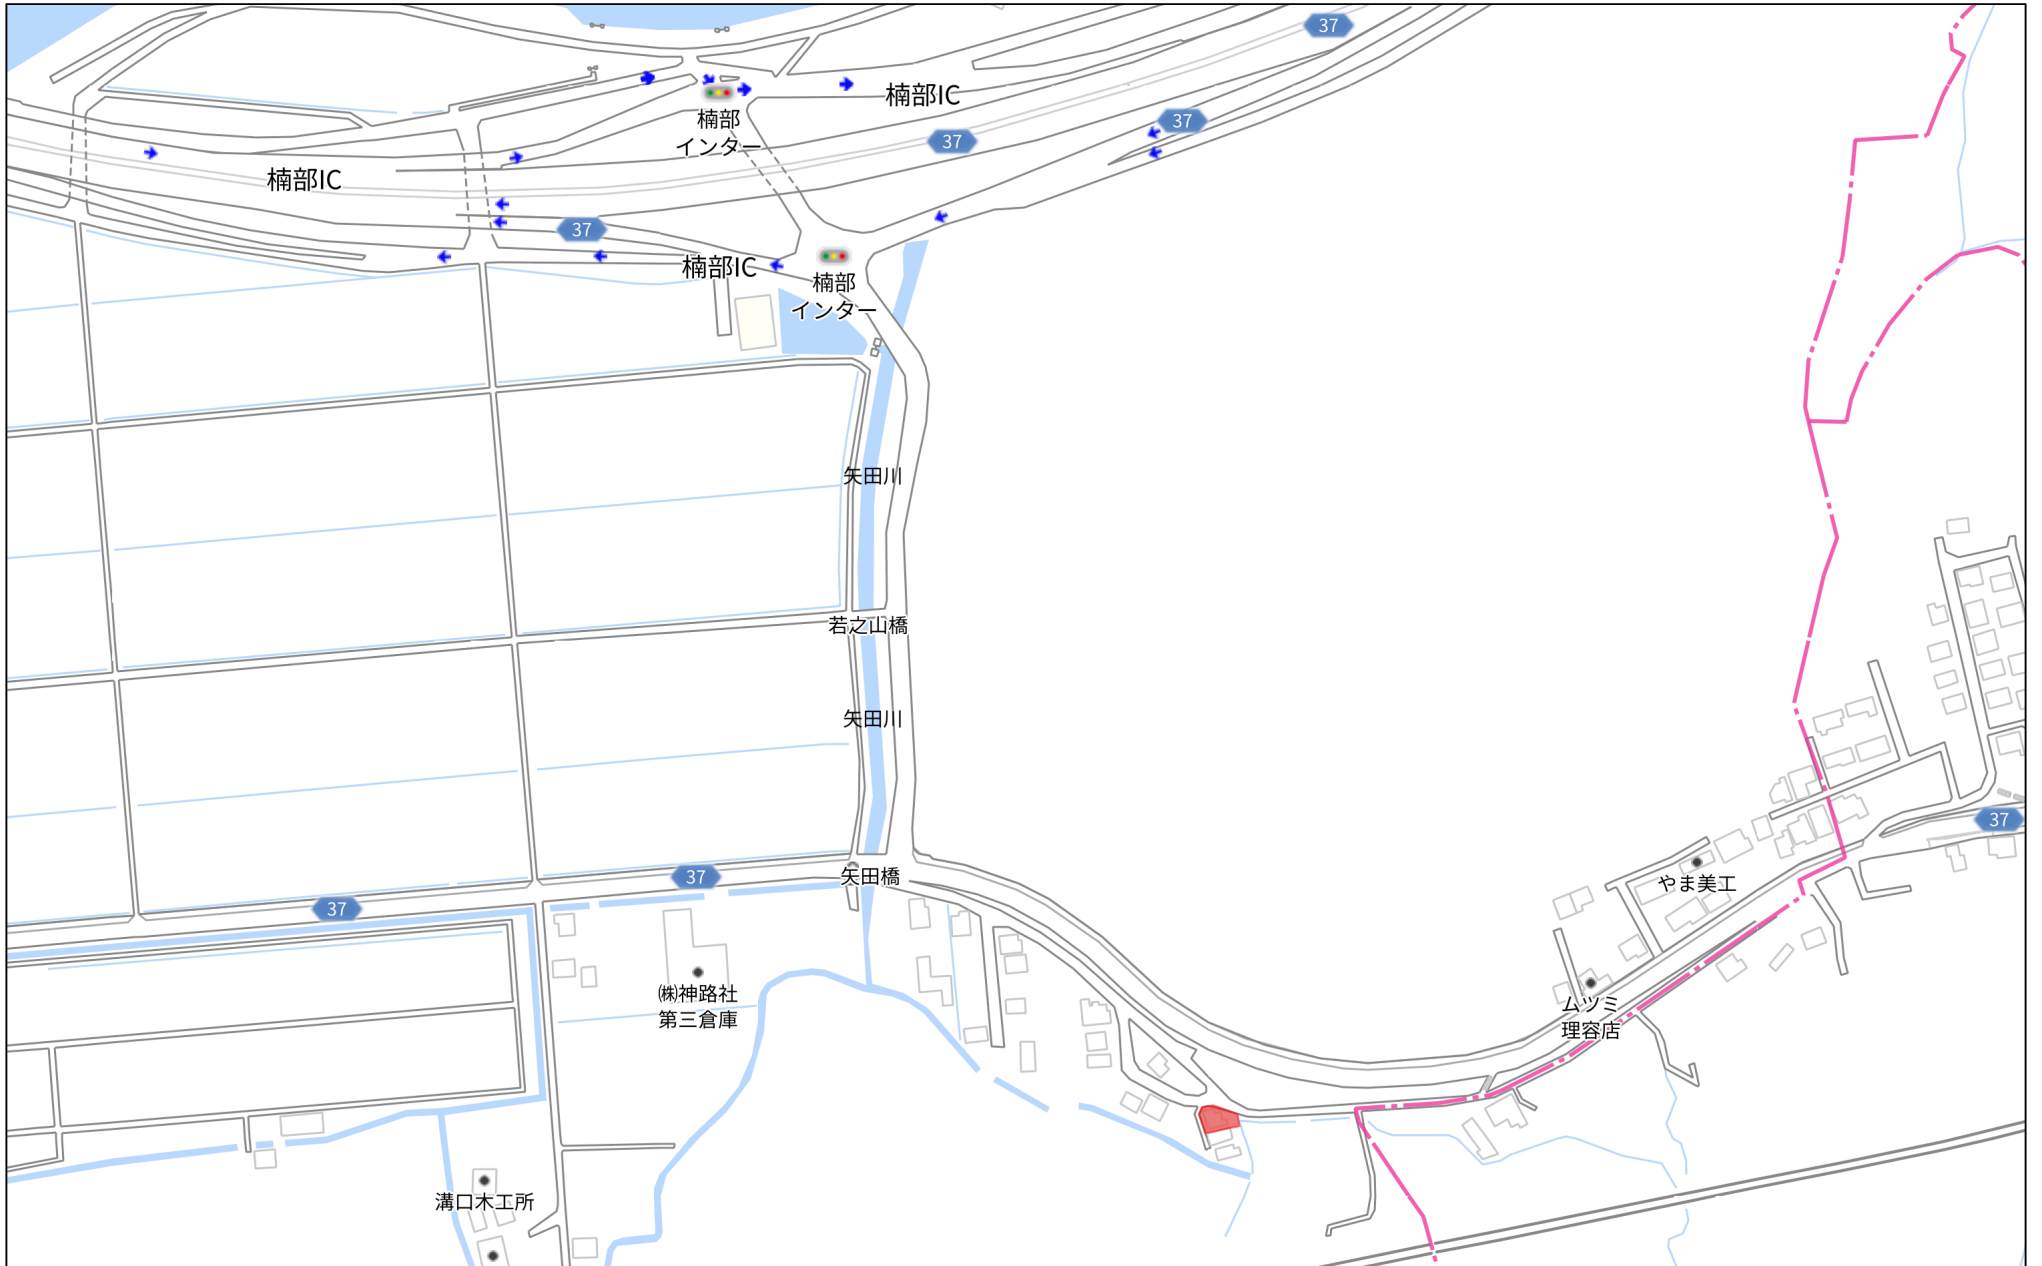 37
楠部IC
楠部
インター
37
37
楠部IC
37
楠部IC
楠部
インター
矢田川
若之山橋
矢田川
37
矢田橋
37
やま美工
37
㈱神路社
第三倉庫
ムツミ
理容店
溝口木工所